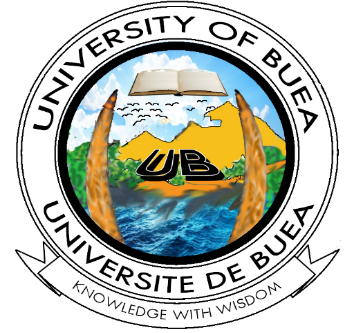 UNIVERSITY OF BUEA
UB
UNIVERSITE DE BUEA
KNOWLEDGE WITH WISDOM